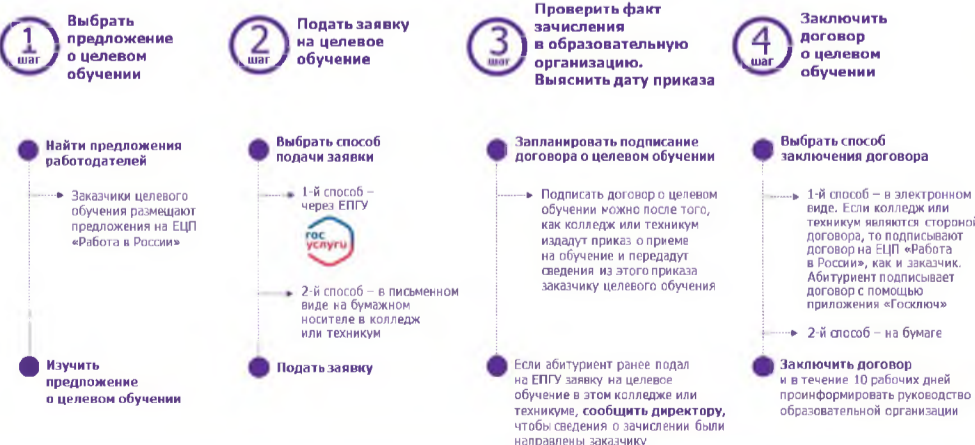 1
шаг
Выбрать
предложение
о целевом
обучении
Найти предложения
работодателей
Заказчики целевого
обучения размещают
предложения на ЕЦП
«Работа в России»
Изучить
предложение
о целевом обучении
2
шаг
Подать заявку
на целевое
обучение
Выбрать способ
подачи заявки
1-й способ –
через ЕПГУ
гос
услуги
2-й способ – в письменном
виде на бумажном
носителе в колледж
или техникум
Подать заявку
3
шаг
Проверить факт
зачисления
в образовательную
организацию.
Выяснить дату приказа
Запланировать подписание
договора о целевом обучении
Подписать договор о целевом
обучении можно после того,
как колледж или техникум
издадут приказ о приеме
на обучение и передадут
сведения из этого приказа
заказчику целевого обучения
Если абитуриент ранее подал
на ЕПГУ заявку на целевое
обучение в этом колледже или
техникуме, сообщить директору,
чтобы сведения о зачислении были
направлены заказчику
4
шаг
Заключить
договор
о целевом
обучении
Выбрать способ
заключения договора
1-й способ – в электронном
виде. Если колледж или
техникум являются стороной
договора, то подписывают
договор на ЕЦП «Работа
в России», как и заказчик.
Абитуриент подписывает
договор с помощью
приложения «Госключ»
2-й способ – на бумаге
Заключить договор
и в течение 10 рабочих дней
проинформировать руководство
образовательной организации